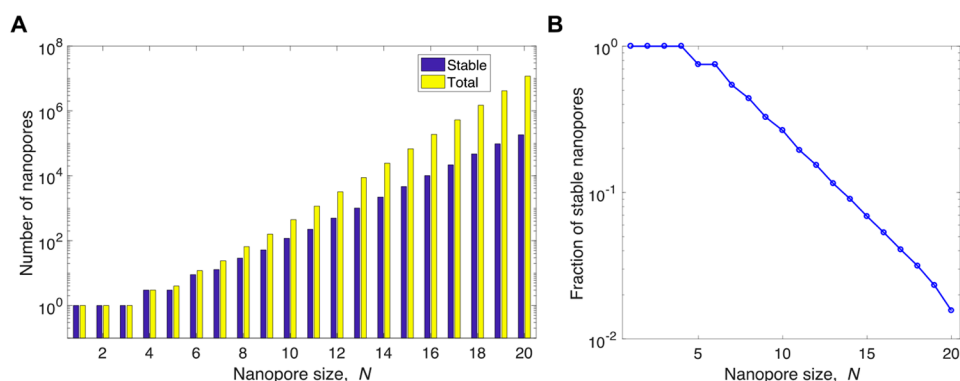 A
Number of nanopores
10^8
10^6
10^4
10^2
10^0
Stable
Total
2 4 6 8 10 12 14 16 18 20
Nanopore size, N
B
Fraction of stable nanopores
10^0
10^-1
10^-2
5 10 15 20
Nanopore size, N